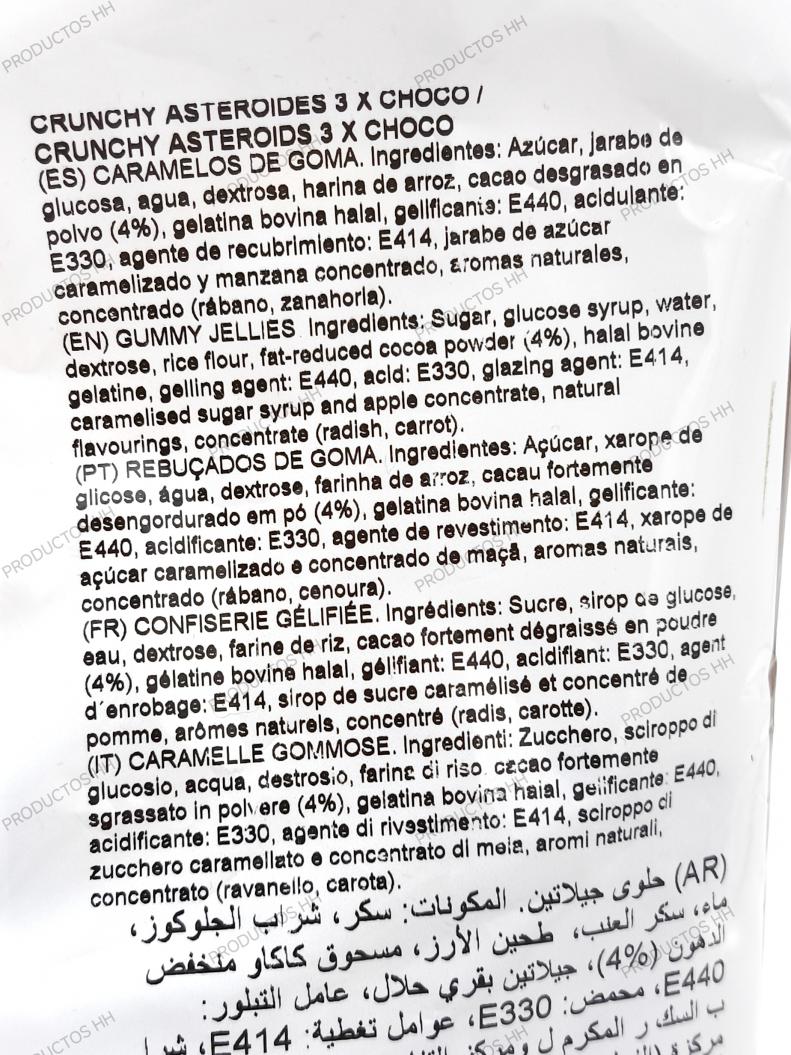 CRUNCHY ASTEROIDES 3 X CHOCO /
CRUNCHY ASTEROIDS 3 X CHOCO
(ES) CARAMELOS DE GOMA. Ingredientes: Azúcar, jarabe de
glucosa, agua, dextrosa, harina de arroz, cacao desgrasado en
polvo (4%), gelatina bovina halal, gelificante: E440, acidulante:
E330, agente de recubrimiento: E414, jarabe de azúcar
caramelizado y manzana concentrado, aromas naturales,
concentrado (rábano, zanahoria).
(EN) GUMMY JELLIES. Ingredients: Sugar, glucose syrup, water,
dextrose, rice flour, fat-reduced cocoa powder (4%), halal bovine
gelatine, gelling agent: E440, acid: E330, glazing agent: E414,
caramelised sugar syrup and apple concentrate, natural
flavourings, concentrate (radish, carrot).
(PT) REBUÇADOS DE GOMA. Ingredientes: Açúcar, xarope de
glicose, água, dextrose, farinha de arroz, cacau fortemente
desengordurado em pó (4%), gelatina bovina halal, gelificante:
E440, acidificante: E330, agente de revestimento: E414, xarope de
açúcar caramelizado e concentrado de maçã, aromas naturais,
concentrado (rábano, cenoura).
(FR) CONFISERIE GÉLIFIÉE. Ingrédients: Sucre, sirop de glucose,
eau, dextrose, farine de riz, cacao fortement dégraissé en poudre
(4%), gélatine bovine halal, gélifiant: E440, acidifiant: E330, agent
d´enrobage: E414, sirop de sucre caramélisé et concentré de
pomme, arômes naturels, concentré (radis, carotte).
(IT) CARAMELLE GOMMOSE. Ingredienti: Zucchero, sciroppo di
glucosio, acqua, destrosio, farina di riso, cacao fortemente
sgrassato in polvere (4%), gelatina bovina halal, gelificante: E440,
acidificante: E330, agente di rivestimento: E414, sciroppo di
zucchero caramellato e concentrato di mela, aromi naturali,
concentrato (ravanello, carota).
(AR) حلوى جيلاتين. المكونات: سكر، شراب الجلوكوز،
ماء، سكر العنب، طحين الأرز، مسحوق كاكاو منخفض
الدهون (4%)، جيلاتين بقري حلال، عامل التبلور:
E440، محمض: E330، عوامل تغطية: E414،
PRODUCTOS HH